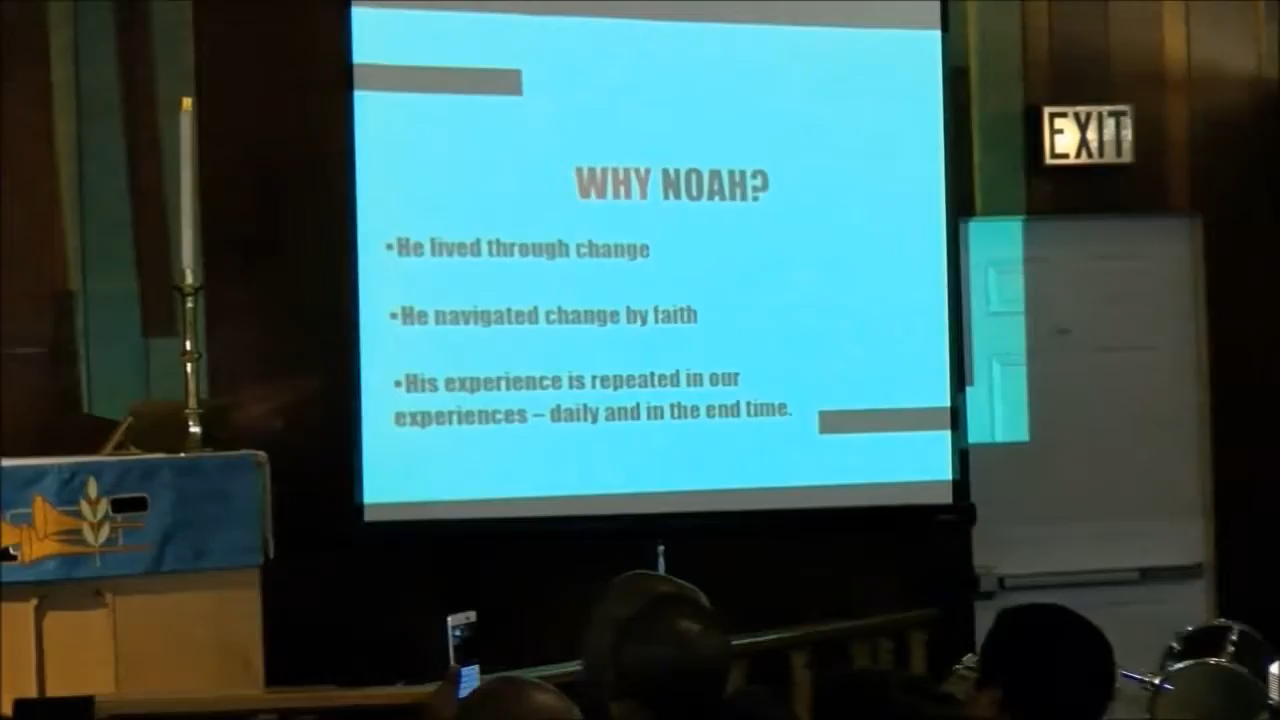 WHY NOAH?
•He lived through change
•He navigated change by faith
•His experience is repeated in our
experiences – daily and in the end time.
EXIT